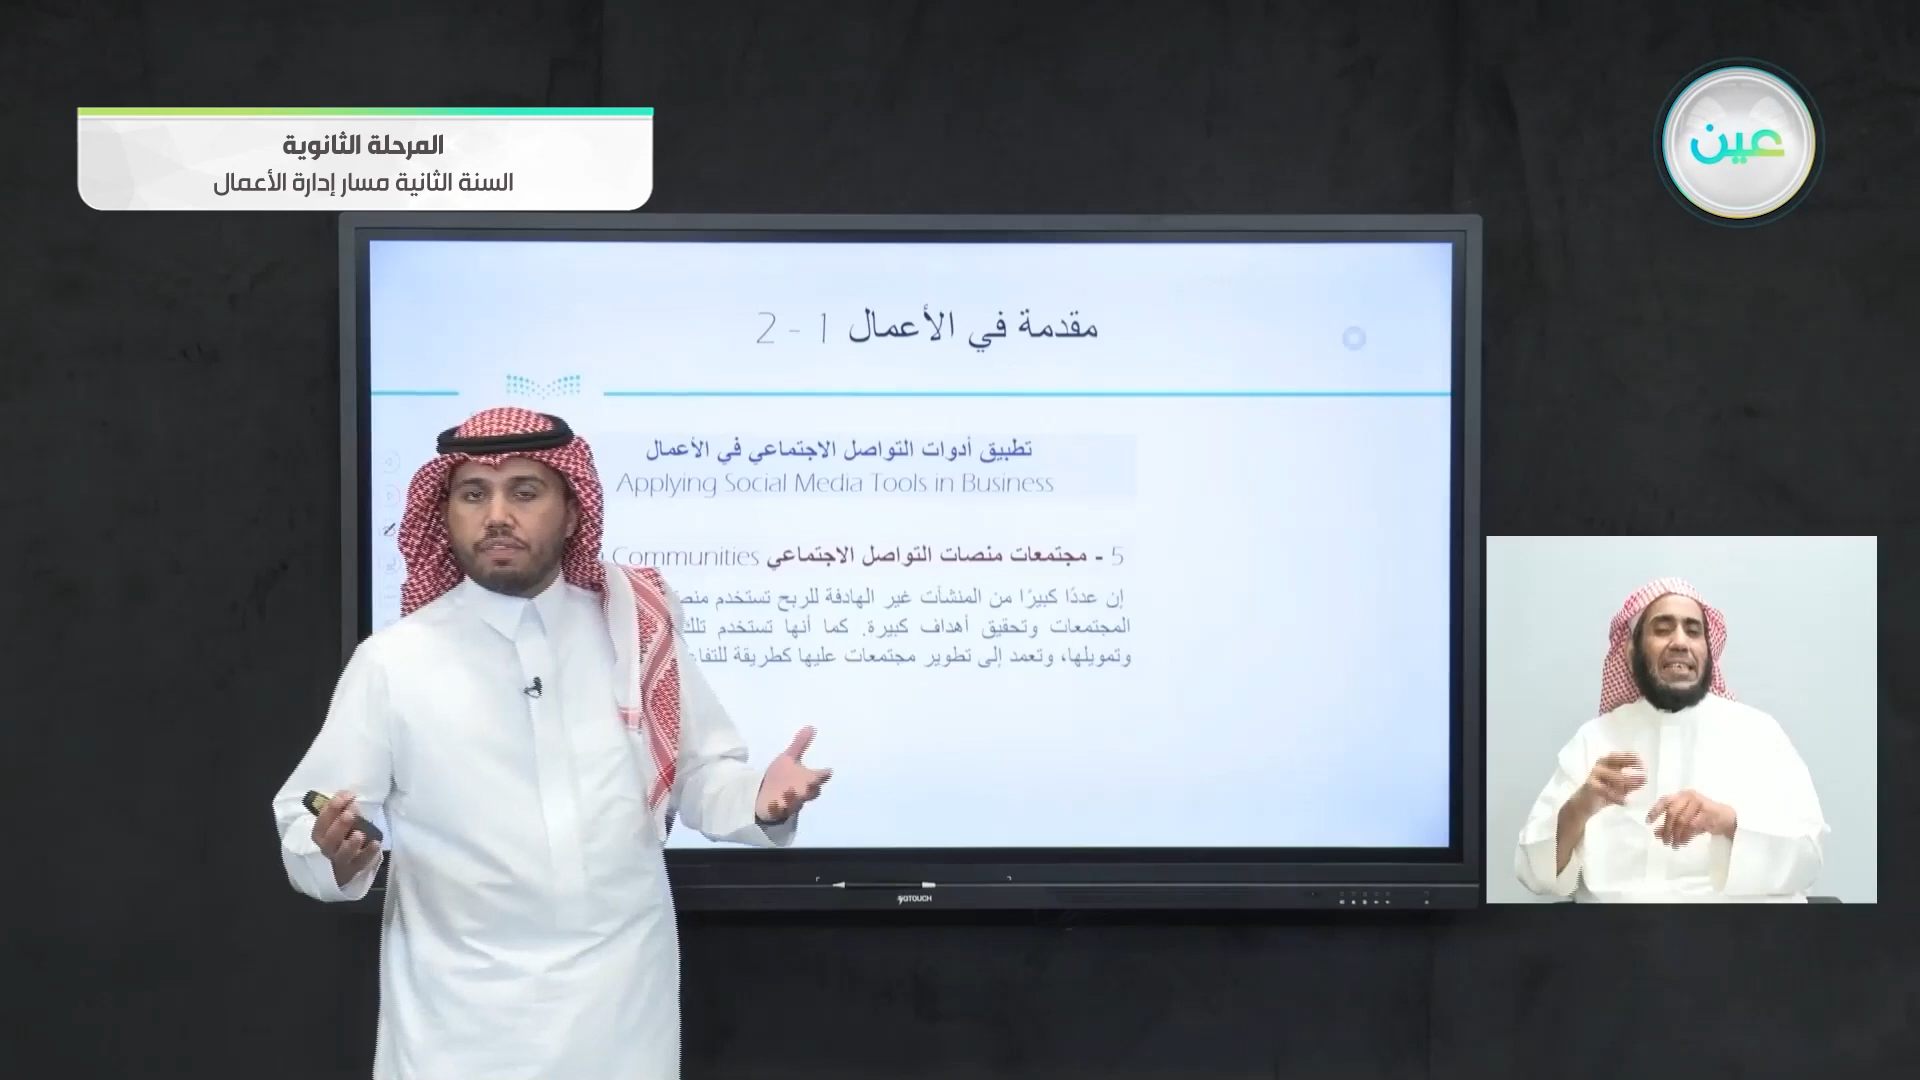 المرحلة الثانوية
السنة الثانية مسار إدارة الأعمال
عين
مقدمة في الأعمال 1 - 2
تطبيق أدوات التواصل الاجتماعي في الأعمال
Applying Social Media Tools in Business
5 - مجتمعات منصات التواصل الاجتماعي Communities
إن عددًا كبيرًا من المنشآت غير الهادفة للربح تستخدم
المجتمعات وتحقيق أهداف كبيرة. كما أنها تستخدم
وتمويلها، وتعمد إلى تطوير مجتمعات عليها كطريقة